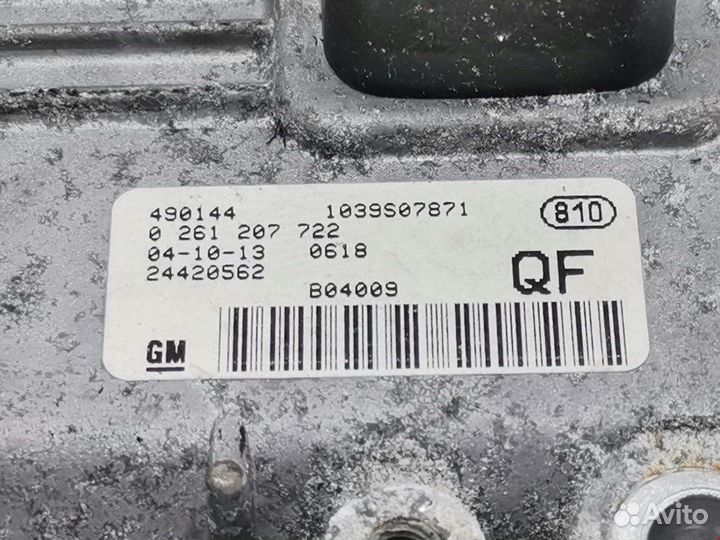 490144 1039S07871 810
0 261 207 722
04-10-13 0618
24420562 QF
B04009
GM
Avito